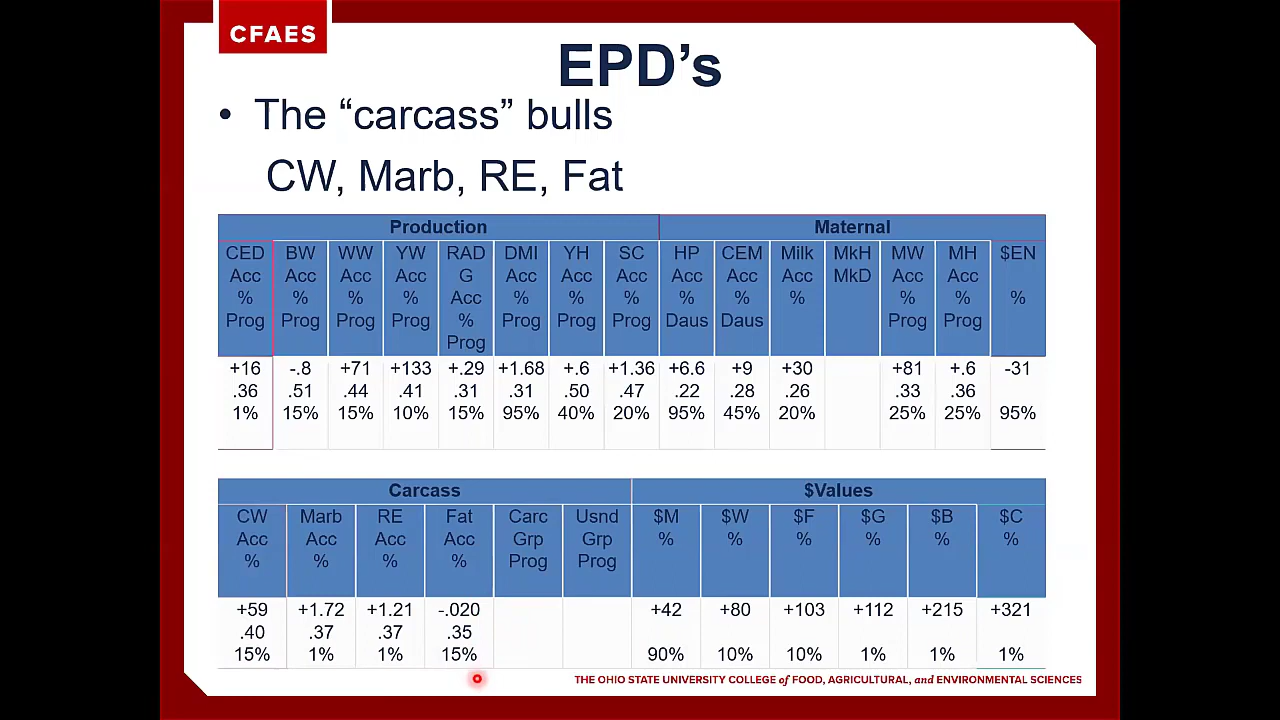 CFAES
EPD’s
• The “carcass” bulls
CW, Marb, RE, Fat
Production Maternal
CED BW WW YW RAD DMI YH SC HP CEM Milk MkH MW MH $EN
Acc Acc Acc Acc G Acc Acc Acc Acc Acc Acc MkD Acc Acc
% % % % Acc % % % % % % % % %
Prog Prog Prog Prog % Prog Prog Prog Daus Daus Prog Prog
Prog
+16 -.8 +71 +133 +.29 +1.68 +.6 +1.36 +6.6 +9 +30 +81 +.6 -31
.36 .51 .44 .41 .31 .31 .50 .47 .22 .28 .26 .33 .36
1% 15% 15% 10% 15% 95% 40% 20% 95% 45% 20% 25% 25% 95%
Carcass $Values
CW Marb RE Fat Carc Usnd $M $W $F $G $B $C
Acc Acc Acc Acc Grp Grp % % % % % %
% % % % Prog Prog
+59 +1.72 +1.21 -.020 +42 +80 +103 +112 +215 +321
.40 .37 .37 .35
15% 1% 1% 15% 90% 10% 10% 1% 1% 1%
THE OHIO STATE UNIVERSITY COLLEGE of FOOD, AGRICULTURAL, and ENVIRONMENTAL SCIENCES